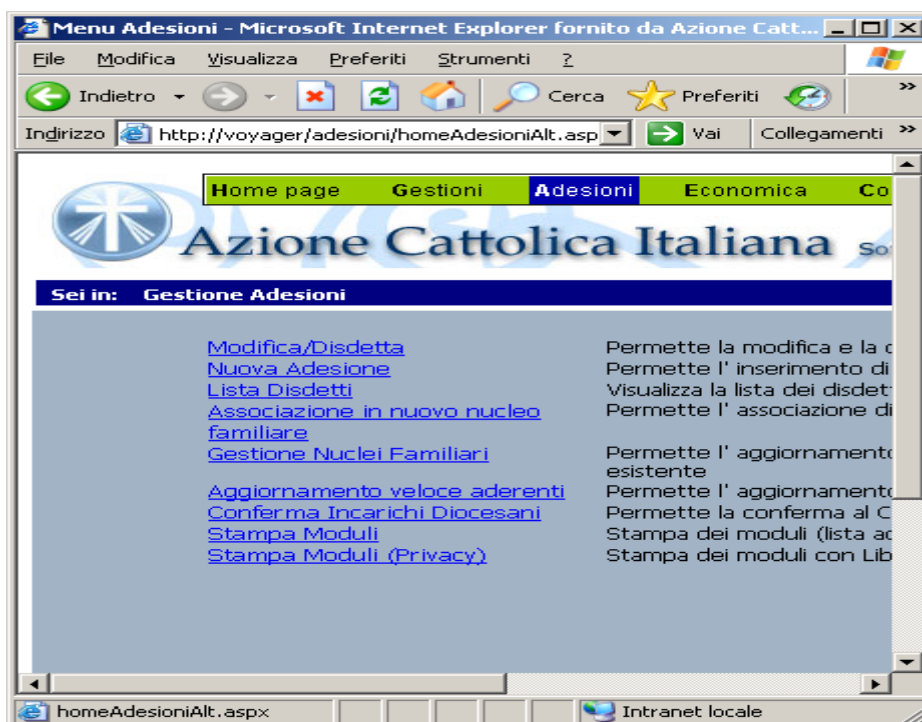 Menu Adesioni - Microsoft Internet Explorer fornito da Azione Catt...
File Modifica Visualizza Preferiti Strumenti ?
Indietro Cerca Preferiti »
Indirizzo http://voyager/adesioni/homeAdesioniAlt.asp Vai Collegamenti »
Home page Gestioni Adesioni Economica Co
Azione Cattolica Italiana So
Sei in: Gestione Adesioni
Modifica/Disdetta Permette la modifica e la d
Nuova Adesione Permette l' inserimento di
Lista Disdetti Visualizza la lista dei disdet
Associazione in nuovo nucleo Permette l' associazione di
familiare
Gestione Nuclei Familiari Permette l' aggiornamento
esistente
Aggiornamento veloce aderenti Permette l' aggiornamento
Conferma Incarichi Diocesani Permette la conferma al C
Stampa Moduli Stampa dei moduli (lista ad
Stampa Moduli (Privacy) Stampa dei moduli con Lib
homeAdesioniAlt.aspx Intranet locale